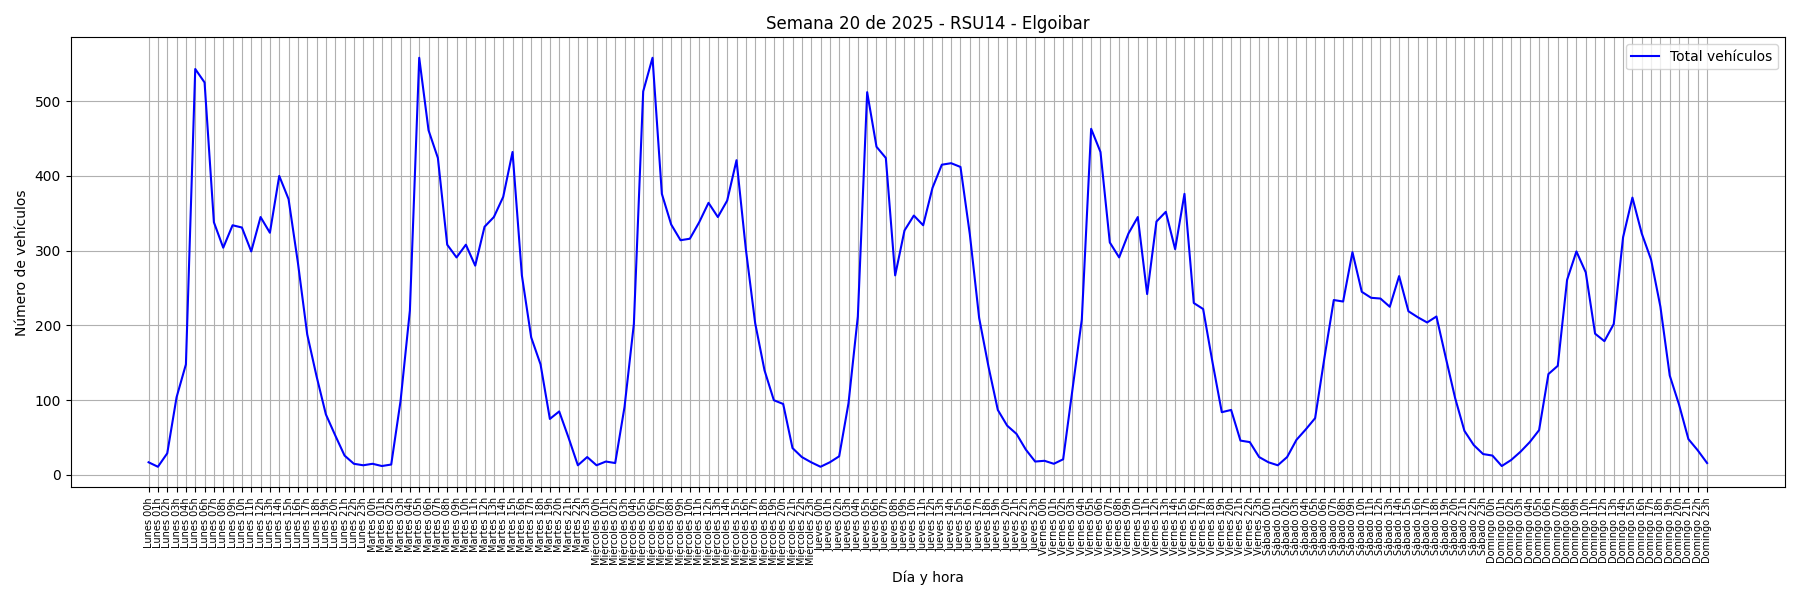 Semana 20 de 2025 - RSU14 - Elgoibar
Total vehículos
Número de vehículos
500
400
300
200
100
0
Lunes 00h
Lunes 01h
Lunes 02h
Lunes 03h
Lunes 04h
Lunes 05h
Lunes 06h
Lunes 07h
Lunes 08h
Lunes 09h
Lunes 10h
Lunes 11h
Lunes 12h
Lunes 13h
Lunes 14h
Lunes 15h
Lunes 16h
Lunes 17h
Lunes 18h
Lunes 19h
Lunes 20h
Lunes 21h
Lunes 22h
Lunes 23h
Martes 00h
Martes 01h
Martes 02h
Martes 03h
Martes 04h
Martes 05h
Martes 06h
Martes 07h
Martes 08h
Martes 09h
Martes 10h
Martes 11h
Martes 12h
Martes 13h
Martes 14h
Martes 15h
Martes 16h
Martes 17h
Martes 18h
Martes 19h
Martes 20h
Martes 21h
Martes 22h
Martes 23h
Miércoles 00h
Miércoles 01h
Miércoles 02h
Miércoles 03h
Miércoles 04h
Miércoles 05h
Miércoles 06h
Miércoles 07h
Miércoles 08h
Miércoles 09h
Miércoles 10h
Miércoles 11h
Miércoles 12h
Miércoles 13h
Miércoles 14h
Miércoles 15h
Miércoles 16h
Miércoles 17h
Miércoles 18h
Miércoles 19h
Miércoles 20h
Miércoles 21h
Miércoles 22h
Miércoles 23h
Jueves 00h
Jueves 01h
Jueves 02h
Jueves 03h
Jueves 04h
Jueves 05h
Jueves 06h
Jueves 07h
Jueves 08h
Jueves 09h
Jueves 10h
Jueves 11h
Jueves 12h
Jueves 13h
Jueves 14h
Jueves 15h
Jueves 16h
Jueves 17h
Jueves 18h
Jueves 19h
Jueves 20h
Jueves 21h
Jueves 22h
Jueves 23h
Viernes 00h
Viernes 01h
Viernes 02h
Viernes 03h
Viernes 04h
Viernes 05h
Viernes 06h
Viernes 07h
Viernes 08h
Viernes 09h
Viernes 10h
Viernes 11h
Viernes 12h
Viernes 13h
Viernes 14h
Viernes 15h
Viernes 16h
Viernes 17h
Viernes 18h
Viernes 19h
Viernes 20h
Viernes 21h
Viernes 22h
Viernes 23h
Sábado 00h
Sábado 01h
Sábado 02h
Sábado 03h
Sábado 04h
Sábado 05h
Sábado 06h
Sábado 07h
Sábado 08h
Sábado 09h
Sábado 10h
Sábado 11h
Sábado 12h
Sábado 13h
Sábado 14h
Sábado 15h
Sábado 16h
Sábado 17h
Sábado 18h
Sábado 19h
Sábado 20h
Sábado 21h
Sábado 22h
Sábado 23h
Domingo 00h
Domingo 01h
Domingo 02h
Domingo 03h
Domingo 04h
Domingo 05h
Domingo 06h
Domingo 07h
Domingo 08h
Domingo 09h
Domingo 10h
Domingo 11h
Domingo 12h
Domingo 13h
Domingo 14h
Domingo 15h
Domingo 16h
Domingo 17h
Domingo 18h
Domingo 19h
Domingo 20h
Domingo 21h
Domingo 22h
Domingo 23h
Día y hora